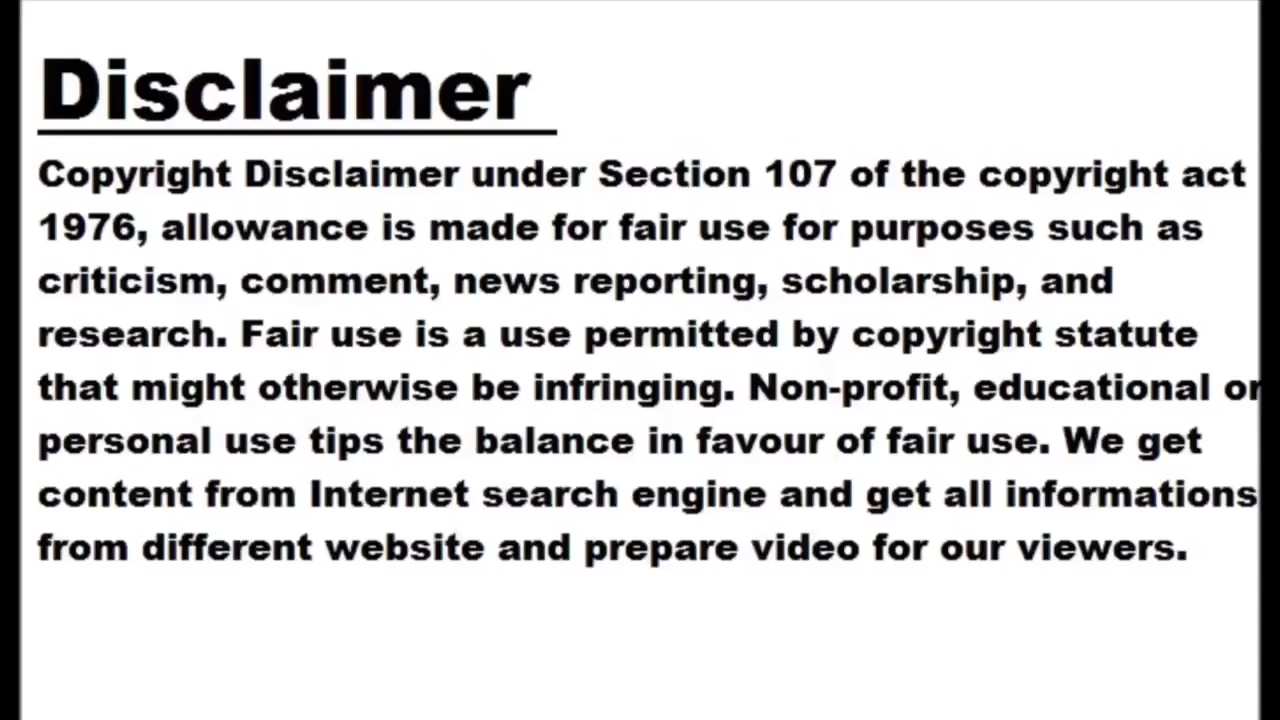 Disclaimer
Copyright Disclaimer under Section 107 of the copyright act
1976, allowance is made for fair use for purposes such as
criticism, comment, news reporting, scholarship, and
research. Fair use is a use permitted by copyright statute
that might otherwise be infringing. Non-profit, educational or
personal use tips the balance in favour of fair use. We get
content from Internet search engine and get all informations
from different website and prepare video for our viewers.